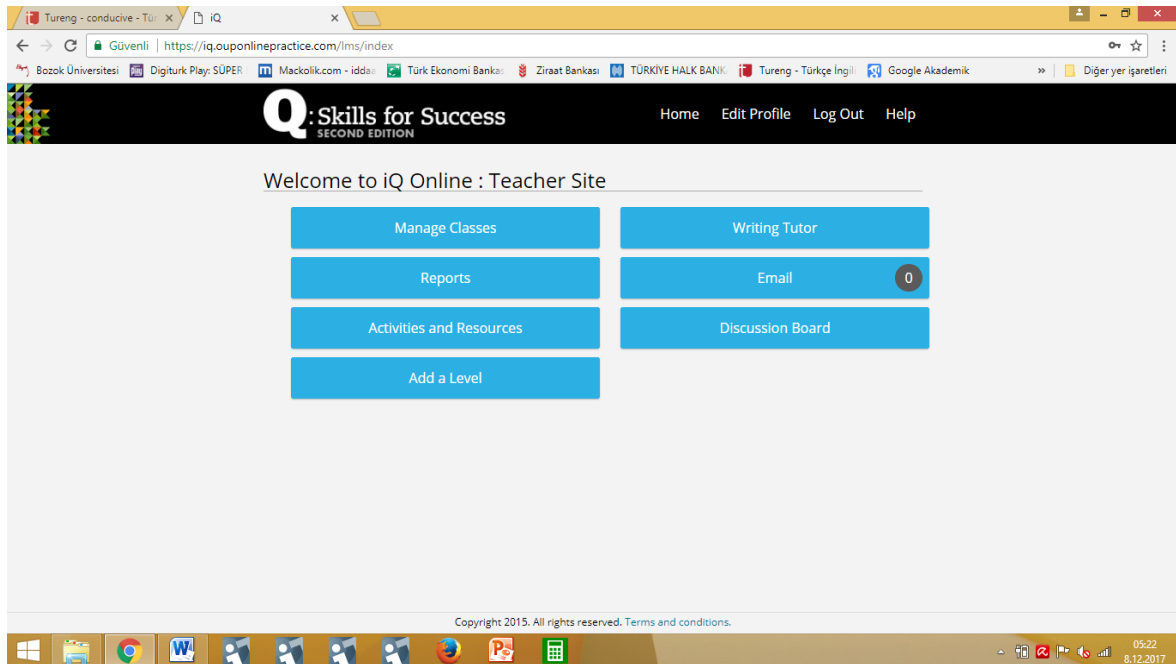 Tureng - conducive - Tür
iQ
Güvenli | https://iq.ouponlinepractice.com/lms/index
Bozok Üniversitesi Digiturk Play: SÜPER Mackolik.com - iddaa Türk Ekonomi Bankas Ziraat Bankası TÜRKİYE HALK BANK Tureng - Türkçe İngili Google Akademik » Diğer yer işaretleri
Q: Skills for Success
SECOND EDITION
Home Edit Profile Log Out Help
Welcome to iQ Online : Teacher Site
Manage Classes Writing Tutor
Reports Email 0
Activities and Resources Discussion Board
Add a Level
Copyright 2015. All rights reserved. Terms and conditions.
05:22
8.12.2017